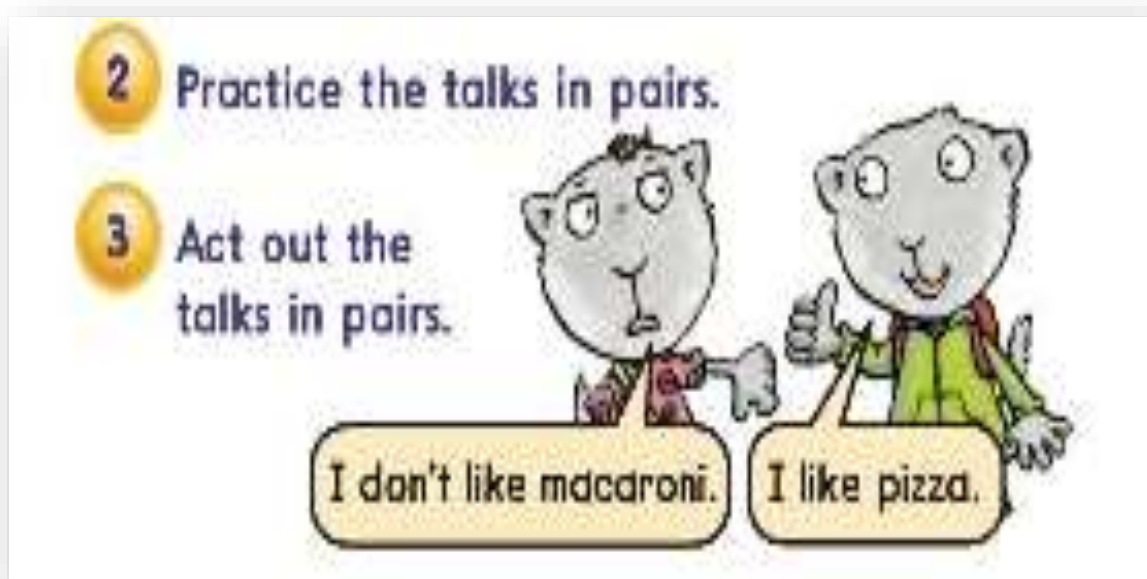 2 Practice the talks in pairs.
3 Act out the
talks in pairs.
I don't like macaroni.
I like pizza.